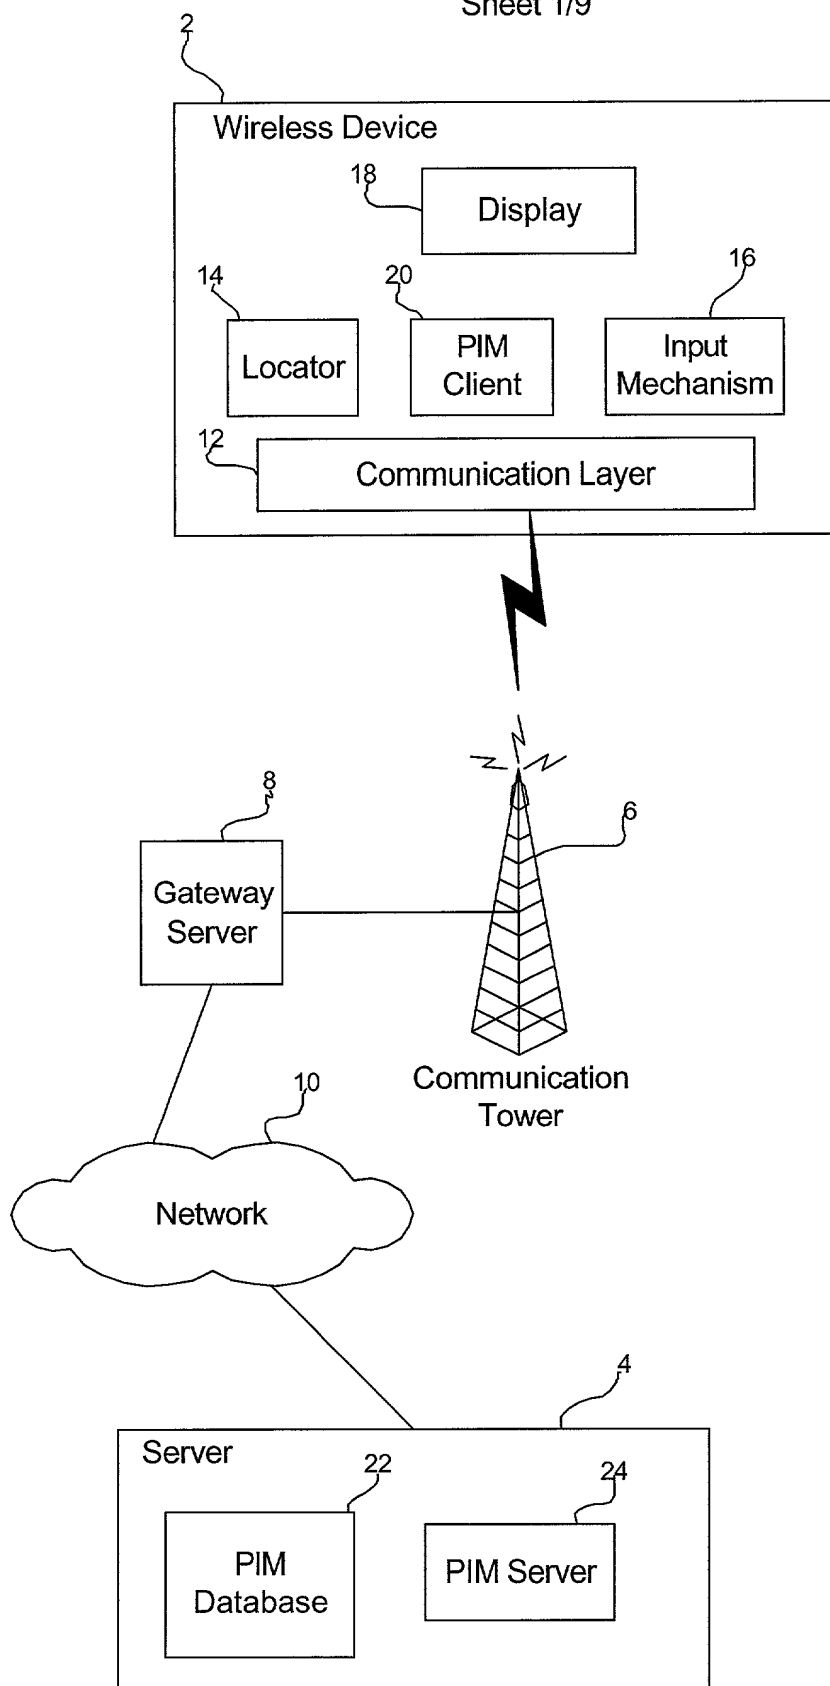 Sheet 1/9
2
Wireless Device
18
Display
14
20
16
Locator
PIM
Client
Input
Mechanism
12
Communication Layer
8
6
Gateway
Server
Communication
Tower
10
Network
4
Server
22
24
PIM
Database
PIM Server